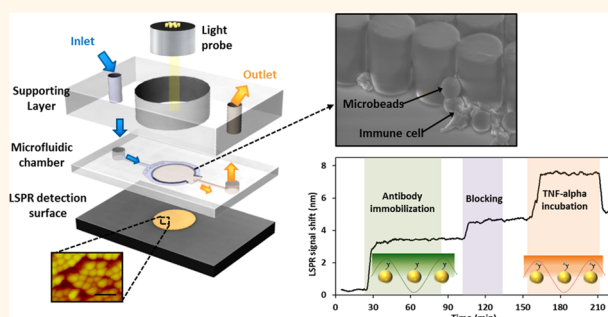 Light
probe
Inlet
Outlet
Supporting
Layer
Microfluidic
chamber
LSPR detection
surface
Microbeads
Immune cell
LSPR signal shift (nm)
8
6
4
2
0
Antibody
immobilization
Blocking
TNF-alpha
incubation
0 30 60 90 120 150 180 210
Time (min)